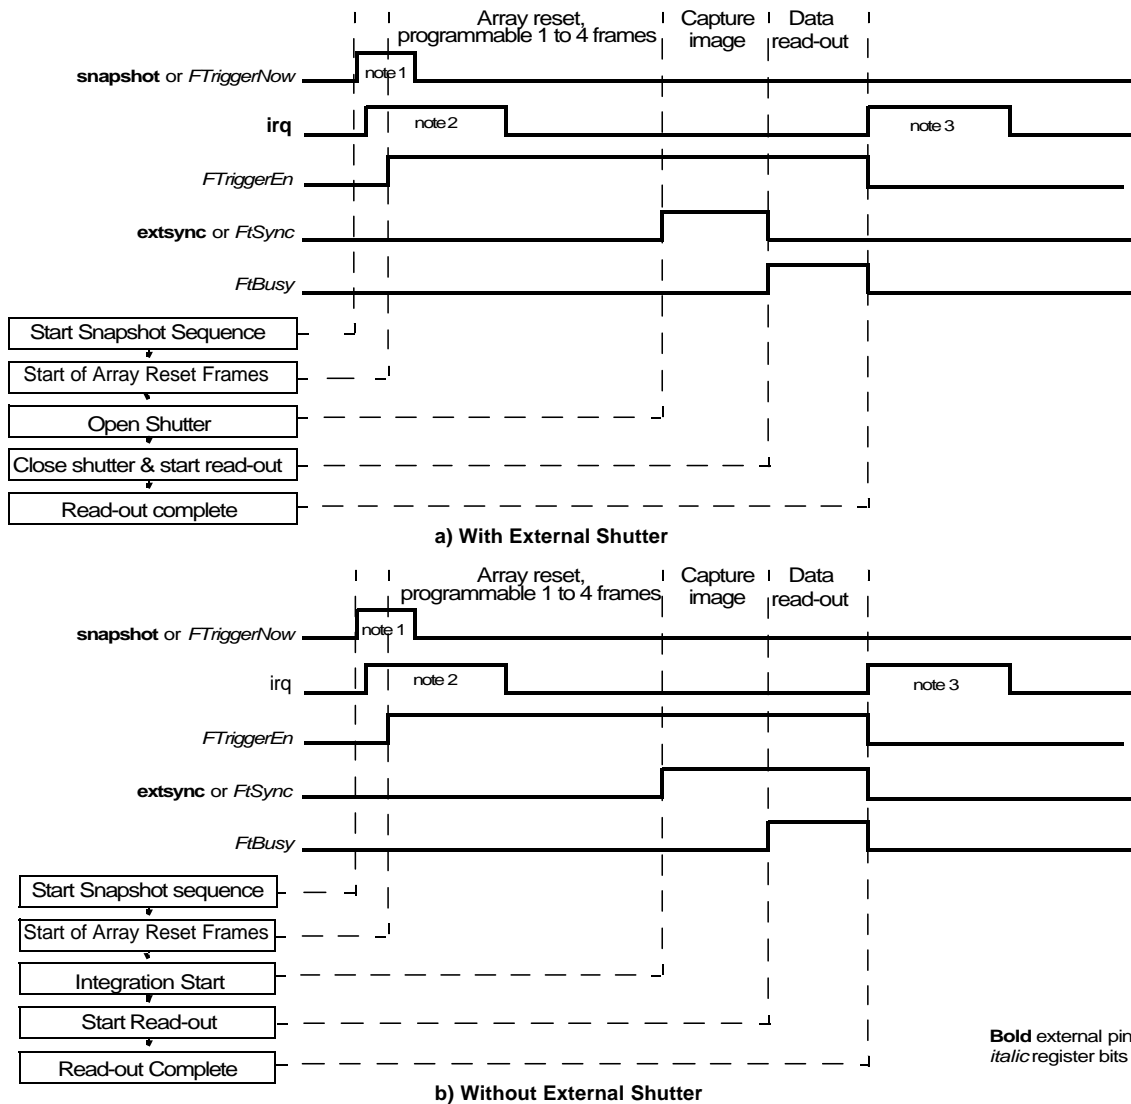 Array reset, programmable 1 to 4 frames
Capture image
Data read-out
snapshot or FTriggerNow
note 1
irq
note 2
note 3
FTriggerEn
extsync or FtSync
FtBusy
Start Snapshot Sequence
Start of Array Reset Frames
Open Shutter
Close shutter & start read-out
Read-out complete
a) With External Shutter
Array reset, programmable 1 to 4 frames
Capture image
Data read-out
snapshot or FTriggerNow
note 1
irq
note 2
note 3
FTriggerEn
extsync or FtSync
FtBusy
Start Snapshot sequence
Start of Array Reset Frames
Integration Start
Start Read-out
Read-out Complete
Bold external pin
italic register bits
b) Without External Shutter